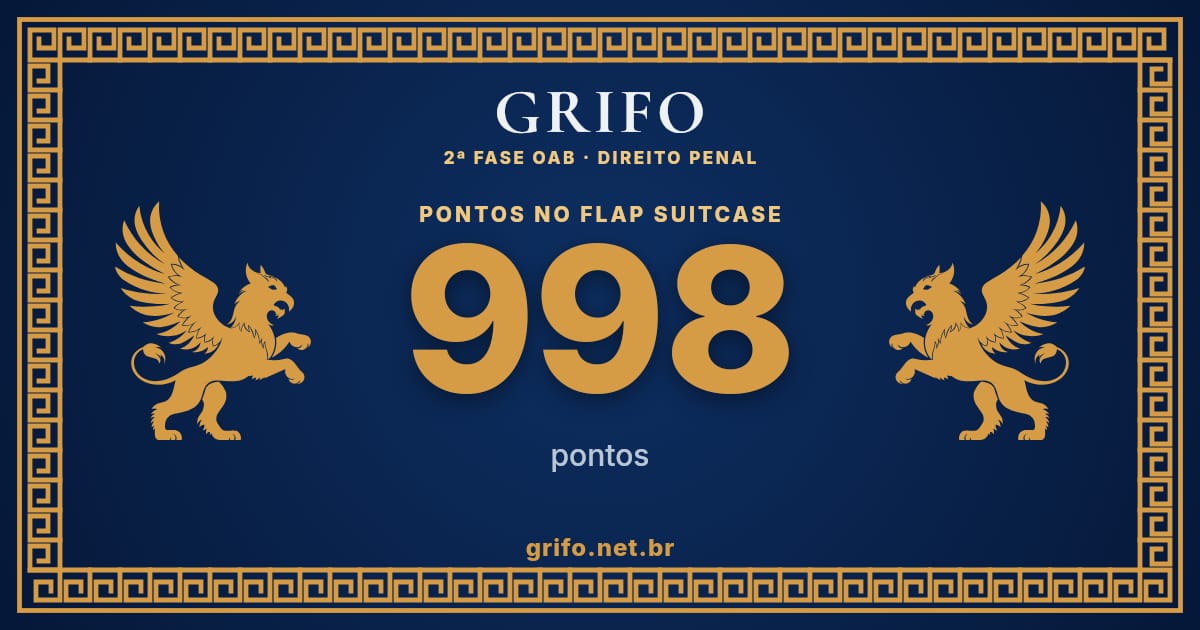 GRIFO
2ª FASE OAB · DIREITO PENAL
PONTOS NO FLAP SUITCASE
998
pontos
grifo.net.br